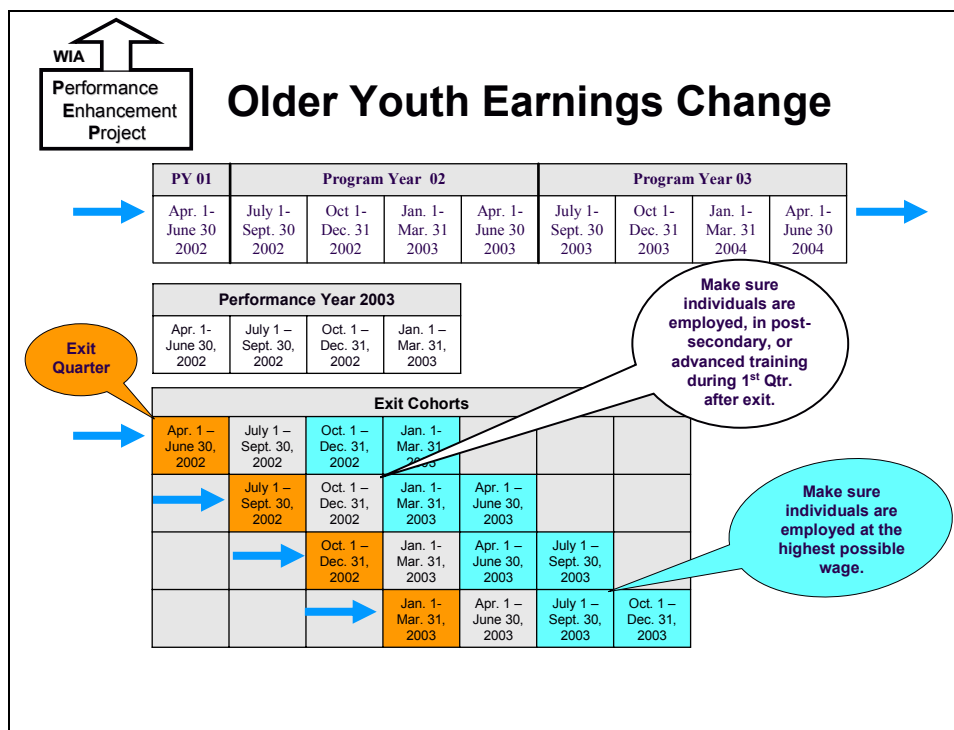 WIA
Performance
Enhancement
Project
Older Youth Earnings Change
PY 01
Program Year 02
Program Year 03
Apr. 1-
June 30
2002
July 1-
Sept. 30
2002
Oct 1-
Dec. 31
2002
Jan. 1-
Mar. 31
2003
Apr. 1-
June 30
2003
July 1-
Sept. 30
2003
Oct 1-
Dec. 31
2003
Jan. 1-
Mar. 31
2004
Apr. 1-
June 30
2004
Performance Year 2003
Apr. 1-
June 30,
2002
July 1 –
Sept. 30,
2002
Oct. 1 –
Dec. 31,
2002
Jan. 1 –
Mar. 31,
2003
Make sure
individuals are
employed, in post-
secondary, or
advanced training
during 1st Qtr.
after exit.
Exit
Quarter
Exit Cohorts
Apr. 1 –
June 30,
2002
July 1 –
Sept. 30,
2002
Oct. 1 –
Dec. 31,
2002
Jan. 1 –
Mar. 31,
2003
July 1 –
Sept. 30,
2002
Oct. 1 –
Dec. 31,
2002
Jan. 1-
Mar. 31,
2003
Apr. 1 –
June 30,
2003
Make sure
individuals are
employed at the
highest possible
wage.
Oct. 1 –
Dec. 31,
2002
Jan. 1-
Mar. 31,
2003
Apr. 1 –
June 30,
2003
July 1 –
Sept. 30,
2003
Jan. 1-
Mar. 31,
2003
Apr. 1 –
June 30,
2003
July 1 –
Sept. 30,
2003
Oct. 1 –
Dec. 31,
2003